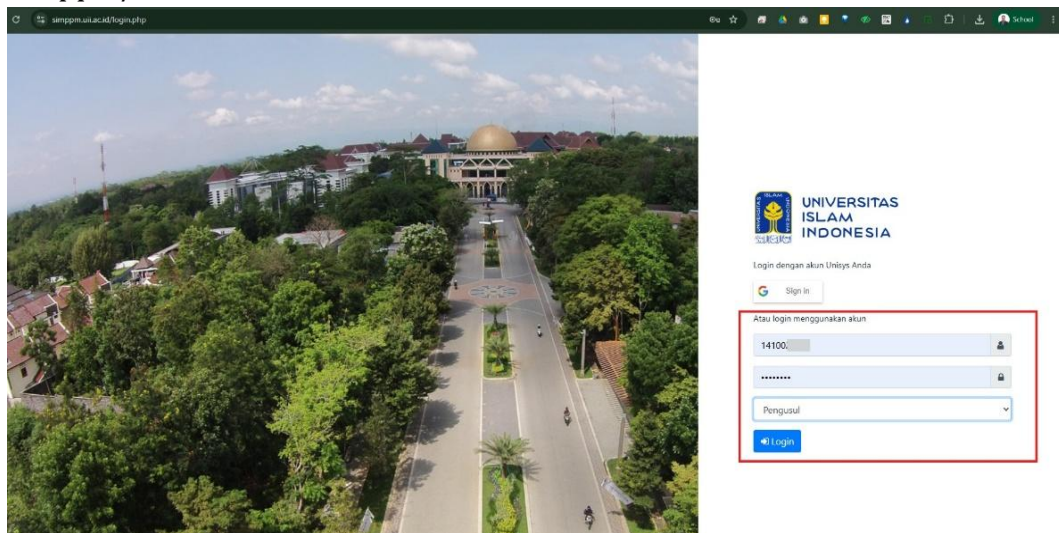 simppm.uii.ac.id/login.php
School
UNIVERSITAS
ISLAM
INDONESIA
Login dengan akun Unisys Anda
Sign in
Atau login menggunakan akun
14100.
Pengusul
Login